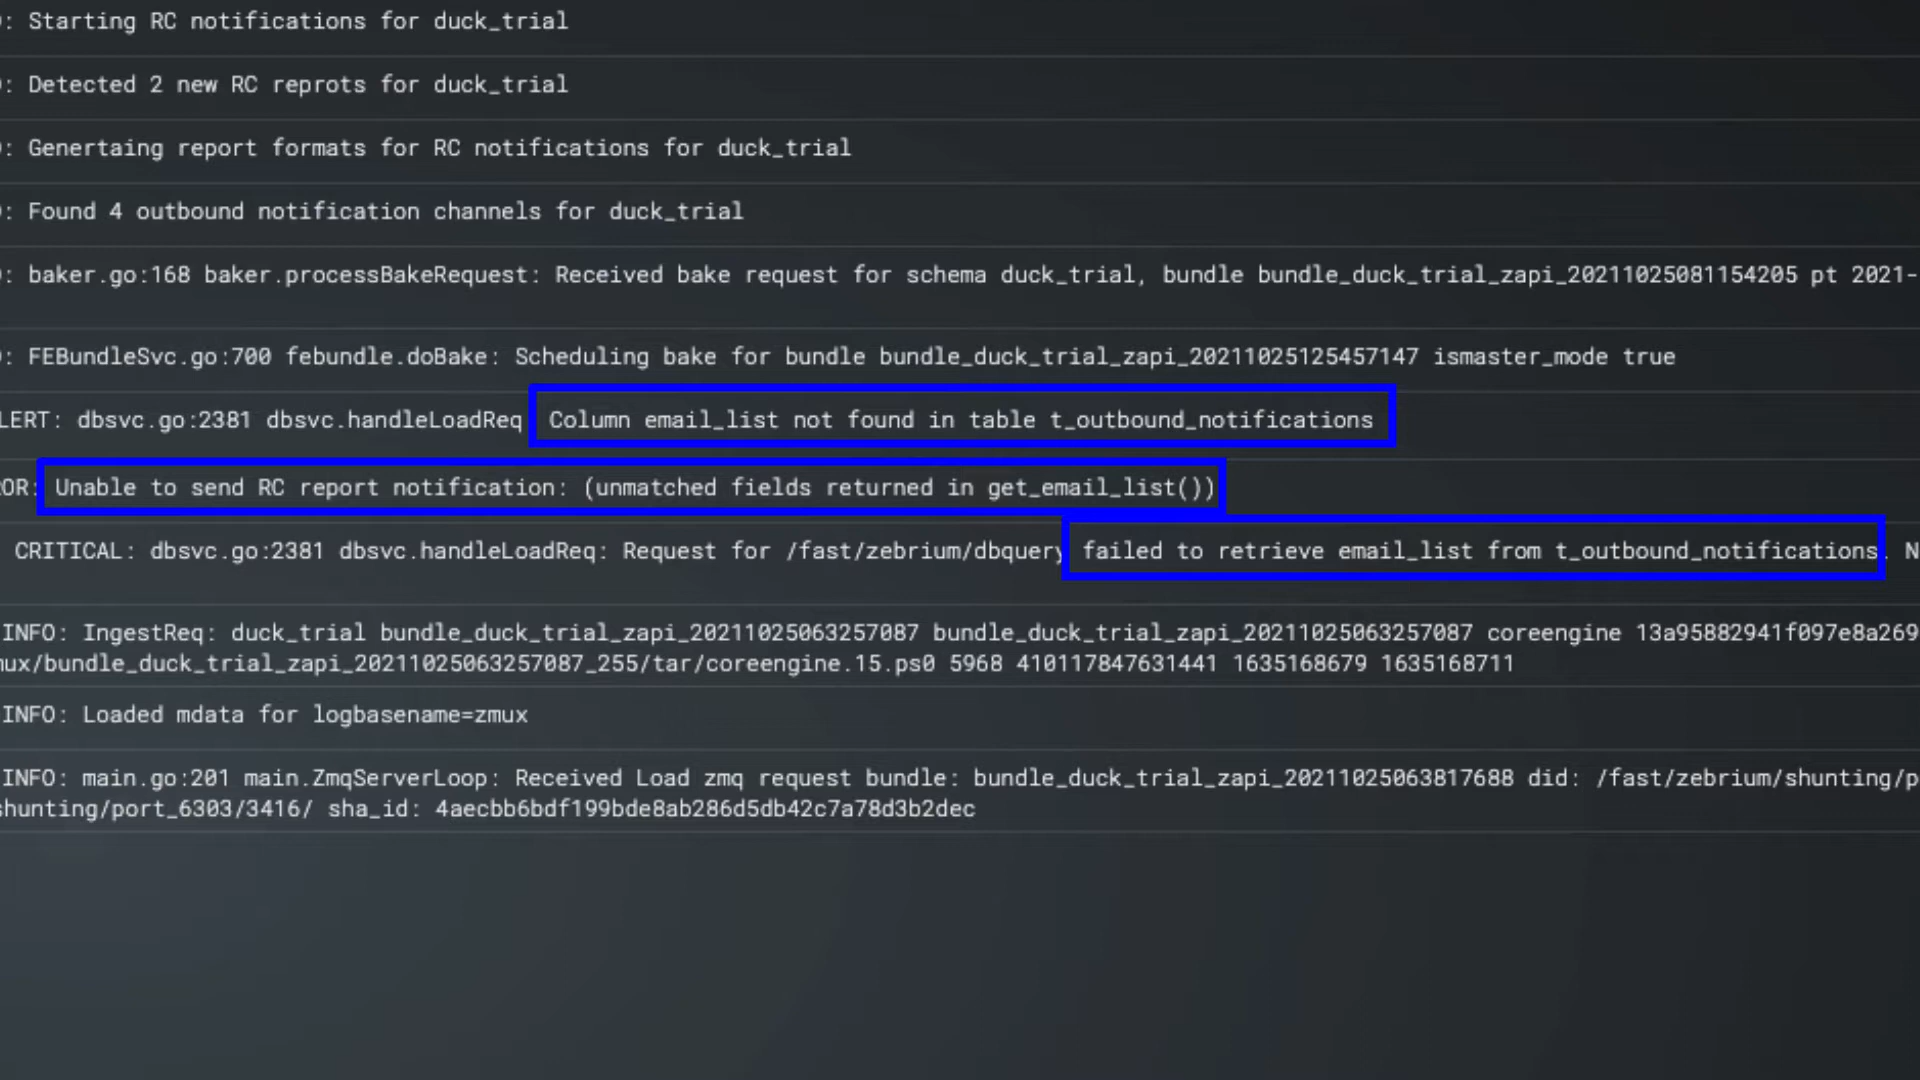 : Starting RC notifications for duck_trial
: Detected 2 new RC reprots for duck_trial
: Genertaing report formats for RC notifications for duck_trial
: Found 4 outbound notification channels for duck_trial
: baker.go:168 baker.processBakeRequest: Received bake request for schema duck_trial, bundle bundle_duck_trial_zapi_20211025081154205 pt 2021-
: FEBundleSvc.go:700 febundle.doBake: Scheduling bake for bundle bundle_duck_trial_zapi_20211025125457147 ismaster_mode true
LERT: dbsvc.go:2381 dbsvc.handleLoadReq Column email_list not found in table t_outbound_notifications
OR: Unable to send RC report notification: (unmatched fields returned in get_email_list())
CRITICAL: dbsvc.go:2381 dbsvc.handleLoadReq: Request for /fast/zebrium/dbquery failed to retrieve email_list from t_outbound_notifications. N
INFO: IngestReq: duck_trial bundle_duck_trial_zapi_20211025063257087 bundle_duck_trial_zapi_20211025063257087 coreengine 13a95882941f097e8a269
mux/bundle_duck_trial_zapi_20211025063257087_255/tar/coreengine.15.ps0 5968 410117847631441 1635168679 1635168711
INFO: Loaded mdata for logbasename=zmux
INFO: main.go:201 main.ZmqServerLoop: Received Load zmq request bundle: bundle_duck_trial_zapi_20211025063817688 did: /fast/zebrium/shunting/p
shunting/port_6303/3416/ sha_id: 4aecbb6bdf199bde8ab286d5db42c7a78d3b2dec